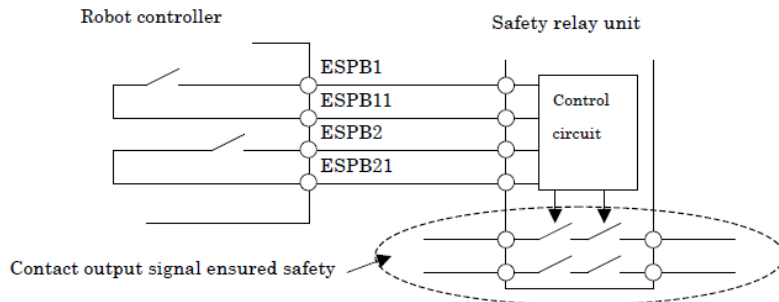 Robot controller
Safety relay unit
ESPB1
ESPB11
ESPB2
ESPB21
Control
circuit
Contact output signal ensured safety